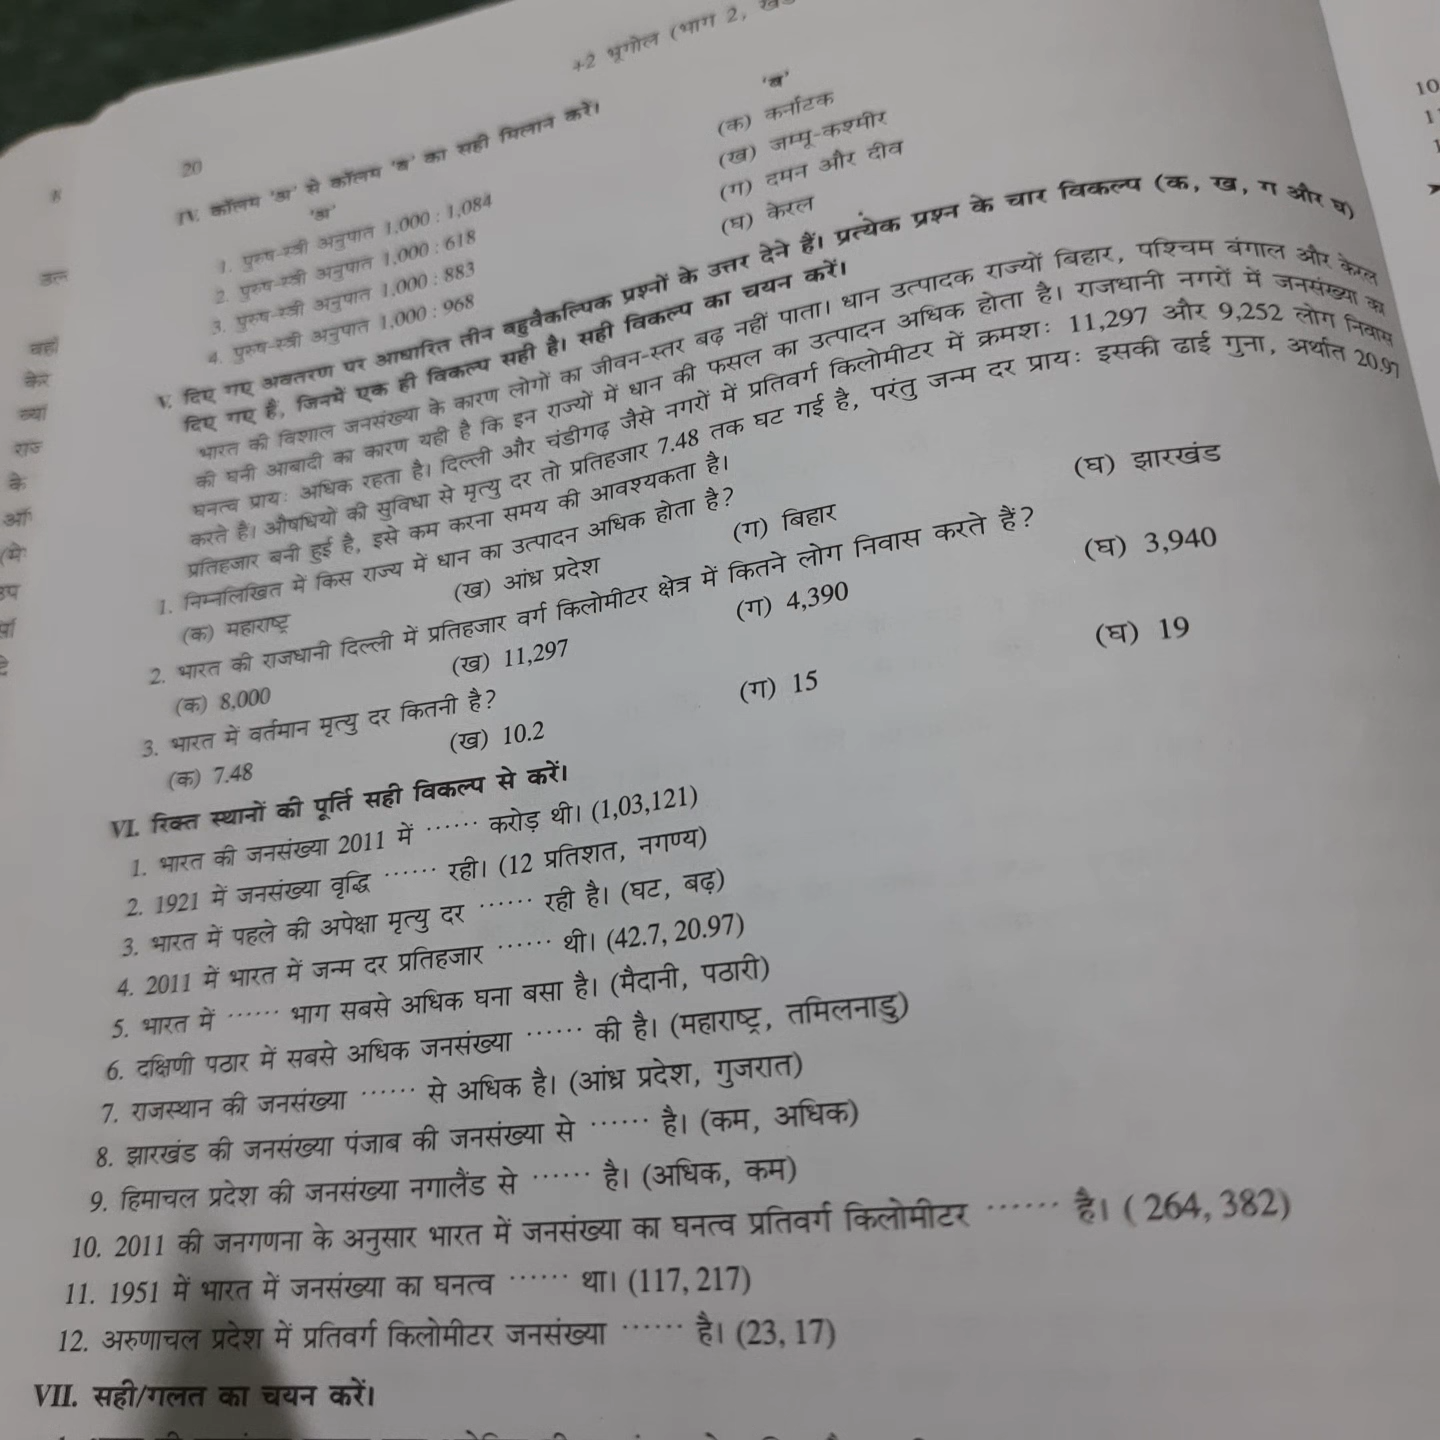 +2 भूगोल (भाग 2,
20
IV. कॉलम 'अ' से कॉलम 'ब' का सही मिलान करें।
'अ'
'ब'
1. पुरुष-स्त्री अनुपात 1,000 : 1,084
(क) कर्नाटक
2. पुरुष-स्त्री अनुपात 1,000 : 618
(ख) जम्मू-कश्मीर
3. पुरुष-स्त्री अनुपात 1,000 : 883
(ग) दमन और दीव
4. पुरुष-स्त्री अनुपात 1,000 : 968
(घ) केरल
V. दिए गए अवतरण पर आधारित तीन बहुवैकल्पिक प्रश्नों के उत्तर देने हैं। प्रत्येक प्रश्न के चार विकल्प (क, ख, ग और घ)
दिए गए है, जिनमें एक ही विकल्प सही है। सही विकल्प का चयन करें।
भारत की विशाल जनसंख्या के कारण लोगों का जीवन-स्तर बढ़ नहीं पाता। धान उत्पादक राज्यों बिहार, पश्चिम बंगाल और केरल
की घनी आबादी का कारण यही है कि इन राज्यों में धान की फसल का उत्पादन अधिक होता है। राजधानी नगरों में जनसंख्या का
घनत्व प्रायः अधिक रहता है। दिल्ली और चंडीगढ़ जैसे नगरों में प्रतिवर्ग किलोमीटर में क्रमशः 11,297 और 9,252 लोग निवास
करते है। औषधियों की सुविधा से मृत्यु दर तो प्रतिहजार 7.48 तक घट गई है, परंतु जन्म दर प्रायः इसकी ढाई गुना, अर्थात 20.97
प्रतिहजार बनी हुई है, इसे कम करना समय की आवश्यकता है।
1. निम्नलिखित में किस राज्य में धान का उत्पादन अधिक होता है?
(क) महाराष्ट्र (ख) आंध्र प्रदेश (ग) बिहार (घ) झारखंड
2. भारत की राजधानी दिल्ली में प्रतिहजार वर्ग किलोमीटर क्षेत्र में कितने लोग निवास करते हैं?
(क) 8,000 (ख) 11,297 (ग) 4,390 (घ) 3,940
3. भारत में वर्तमान मृत्यु दर कितनी है?
(क) 7.48 (ख) 10.2 (ग) 15 (घ) 19
VI. रिक्त स्थानों की पूर्ति सही विकल्प से करें।
1. भारत की जनसंख्या 2011 में ······ करोड़ थी। (1,03,121)
2. 1921 में जनसंख्या वृद्धि ······ रही। (12 प्रतिशत, नगण्य)
3. भारत में पहले की अपेक्षा मृत्यु दर ······ रही है। (घट, बढ़)
4. 2011 में भारत में जन्म दर प्रतिहजार ······ थी। (42.7, 20.97)
5. भारत में ······ भाग सबसे अधिक घना बसा है। (मैदानी, पठारी)
6. दक्षिणी पठार में सबसे अधिक जनसंख्या ······ की है। (महाराष्ट्र, तमिलनाडु)
7. राजस्थान की जनसंख्या ······ से अधिक है। (आंध्र प्रदेश, गुजरात)
8. झारखंड की जनसंख्या पंजाब की जनसंख्या से ······ है। (कम, अधिक)
9. हिमाचल प्रदेश की जनसंख्या नगालैंड से ······ है। (अधिक, कम)
10. 2011 की जनगणना के अनुसार भारत में जनसंख्या का घनत्व प्रतिवर्ग किलोमीटर ······ है। ( 264, 382)
11. 1951 में भारत में जनसंख्या का घनत्व ······ था। (117, 217)
12. अरुणाचल प्रदेश में प्रतिवर्ग किलोमीटर जनसंख्या ······ है। (23, 17)
VII. सही/गलत का चयन करें।